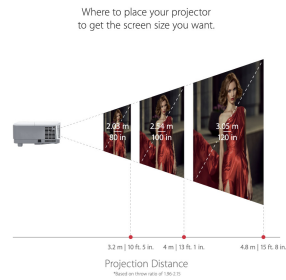 Where to place your projector
to get the screen size you want.
2.03 m
80 in
2.54 m
100 in
3.05 m
120 in
3.2 m | 10 ft. 5 in.
4 m | 13 ft. 1 in.
4.8 m | 15 ft. 8 in.
Projection Distance
*Based on throw ratio of 1.96-2.15